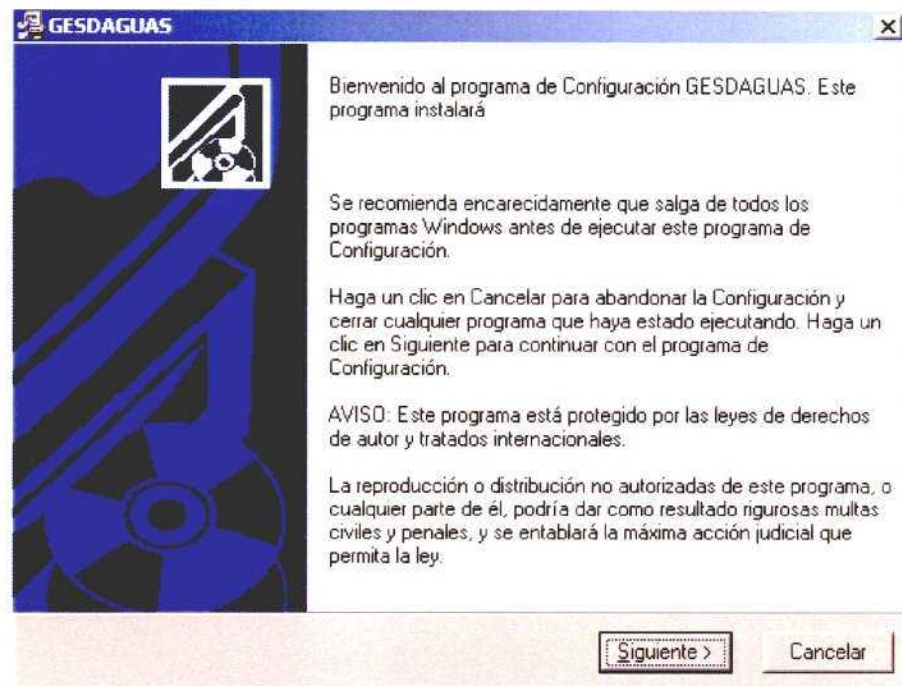 GESDAGUAS
Bienvenido al programa de Configuración GESDAGUAS. Este
programa instalará
Se recomienda encarecidamente que salga de todos los
programas Windows antes de ejecutar este programa de
Configuración.
Haga un clic en Cancelar para abandonar la Configuración y
cerrar cualquier programa que haya estado ejecutando. Haga un
clic en Siguiente para continuar con el programa de
Configuración.
AVISO: Este programa está protegido por las leyes de derechos
de autor y tratados internacionales.
La reproducción o distribución no autorizadas de este programa, o
cualquier parte de él, podría dar como resultado rigurosas multas
civiles y penales, y se entablará la máxima acción judicial que
permita la ley.
Siguiente >
Cancelar